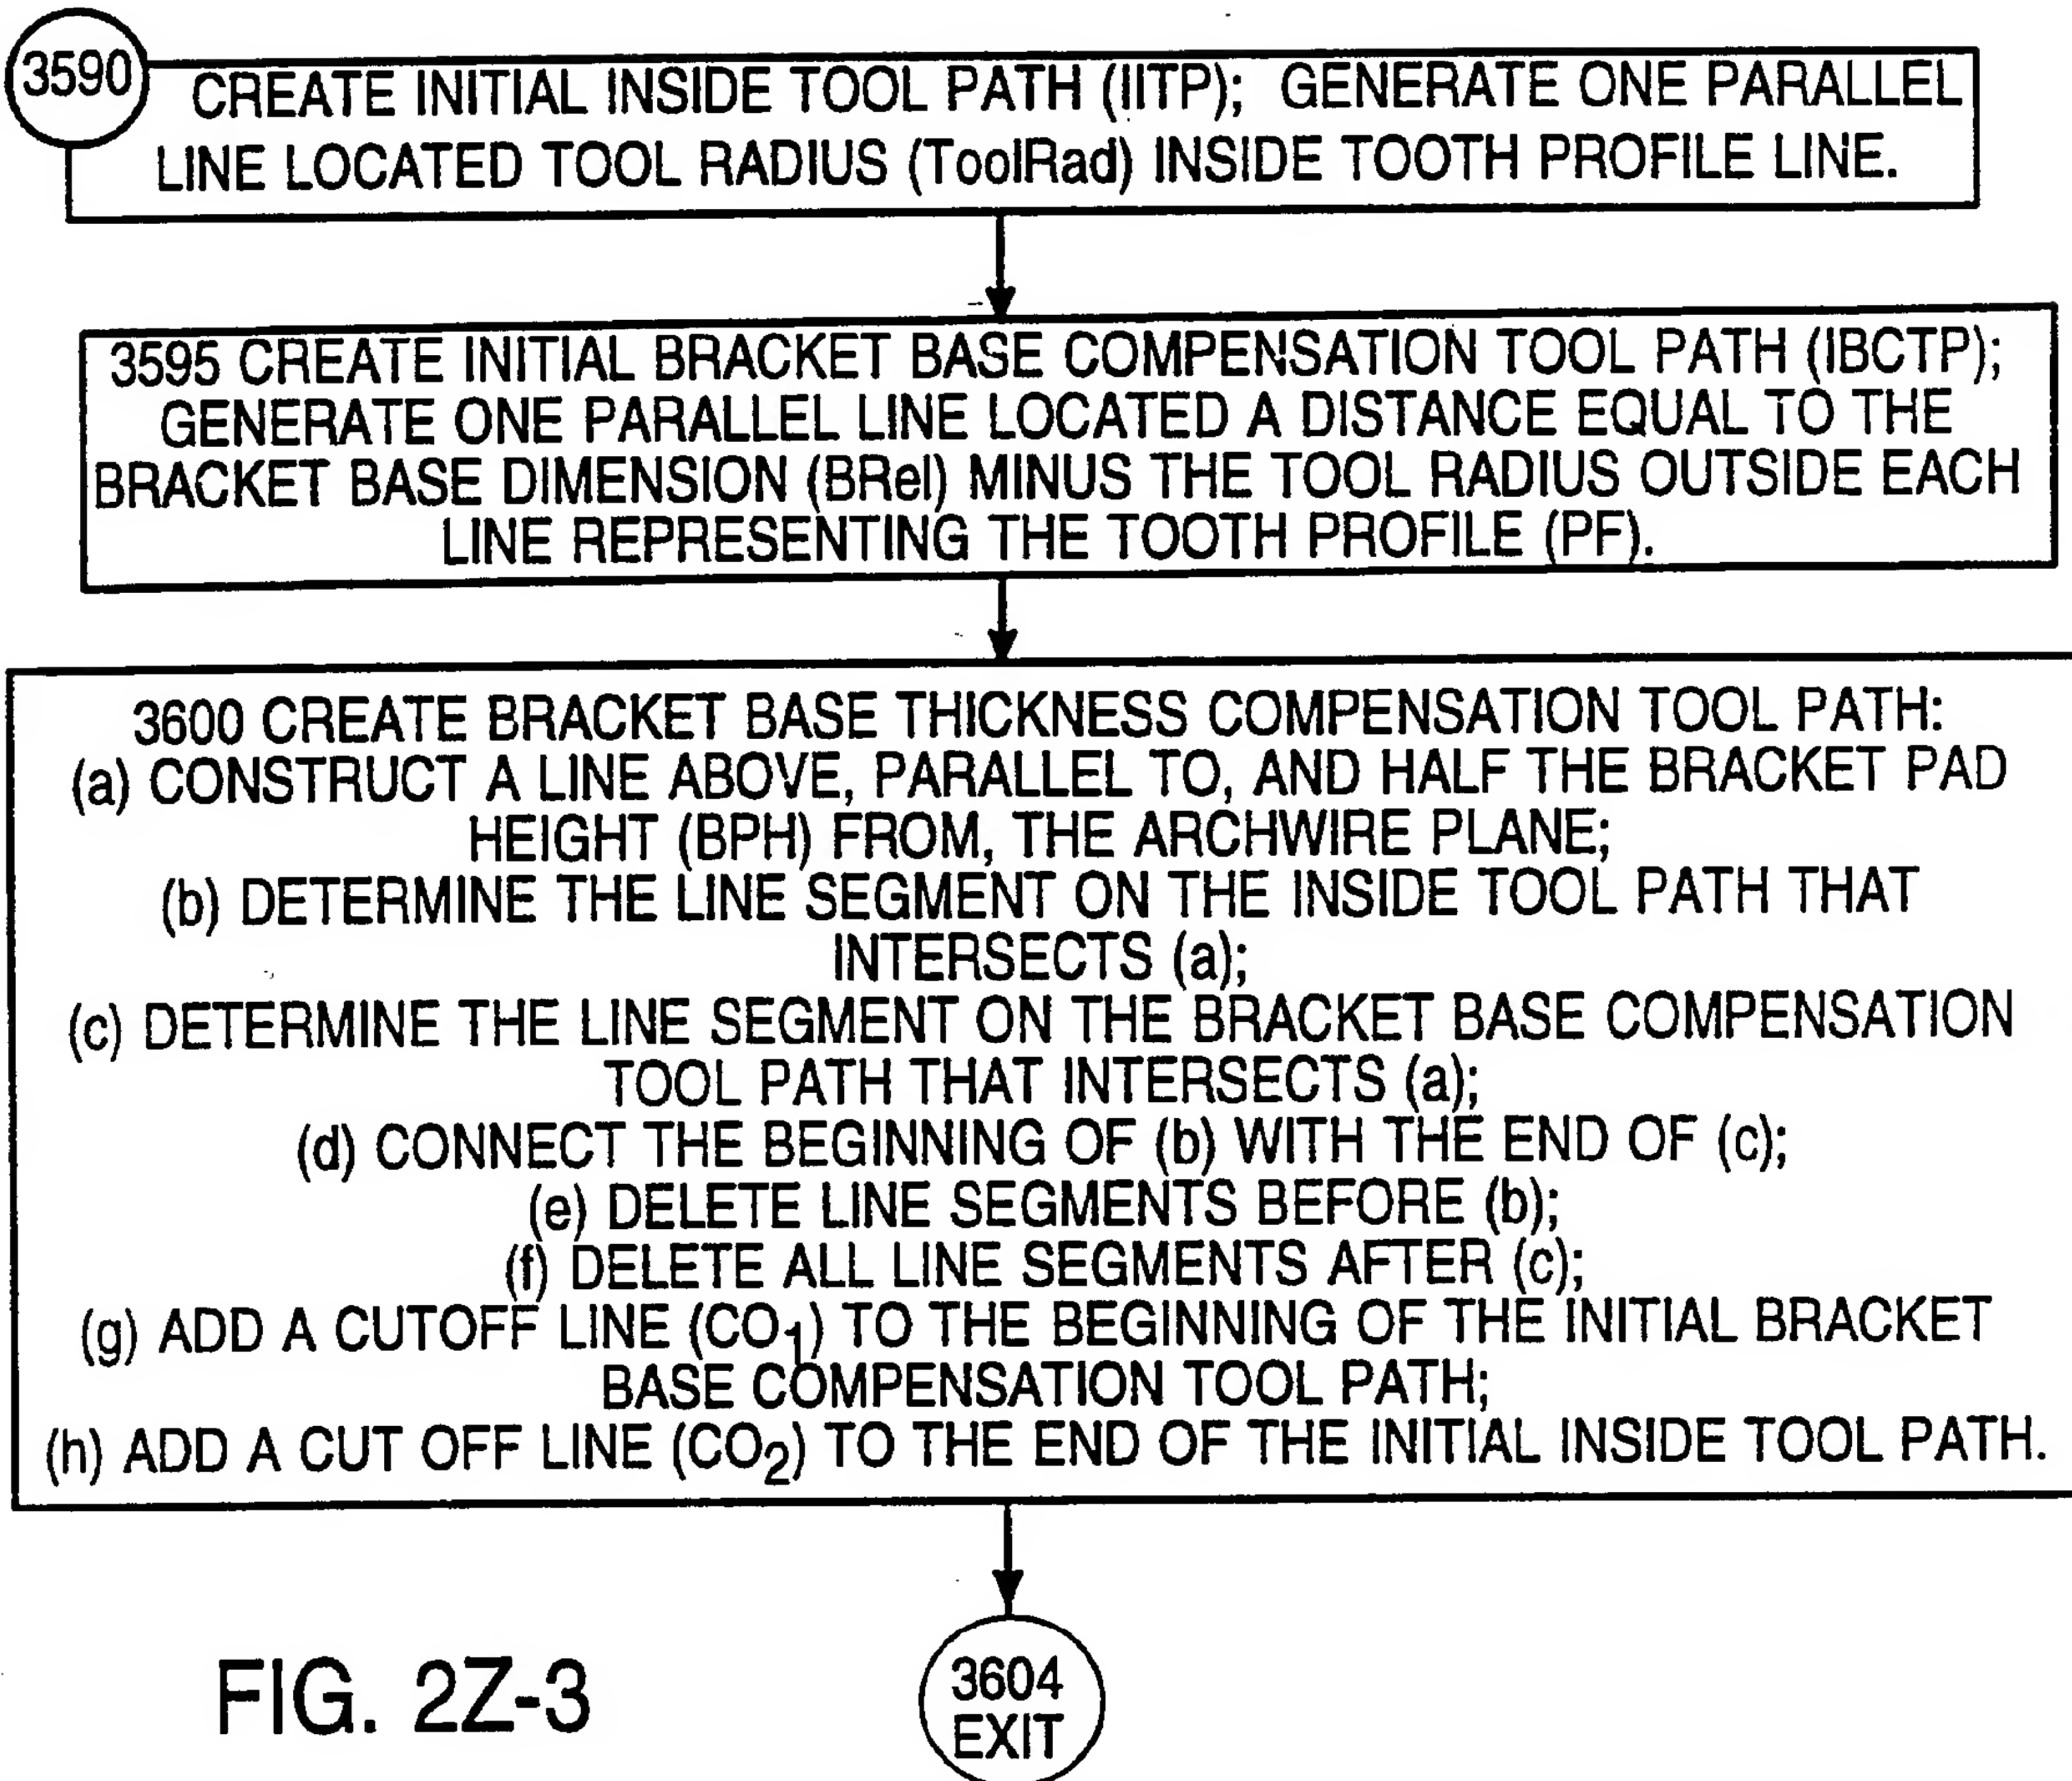 3590
CREATE INITIAL INSIDE TOOL PATH (IITP); GENERATE ONE PARALLEL
LINE LOCATED TOOL RADIUS (ToolRad) INSIDE TOOTH PROFILE LINE.
3595 CREATE INITIAL BRACKET BASE COMPENSATION TOOL PATH (IBCTP);
GENERATE ONE PARALLEL LINE LOCATED A DISTANCE EQUAL TO THE
BRACKET BASE DIMENSION (BRel) MINUS THE TOOL RADIUS OUTSIDE EACH
LINE REPRESENTING THE TOOTH PROFILE (PF).
3600 CREATE BRACKET BASE THICKNESS COMPENSATION TOOL PATH:
(a) CONSTRUCT A LINE ABOVE, PARALLEL TO, AND HALF THE BRACKET PAD
HEIGHT (BPH) FROM, THE ARCHWIRE PLANE;
(b) DETERMINE THE LINE SEGMENT ON THE INSIDE TOOL PATH THAT
INTERSECTS (a);
(c) DETERMINE THE LINE SEGMENT ON THE BRACKET BASE COMPENSATION
TOOL PATH THAT INTERSECTS (a);
(d) CONNECT THE BEGINNING OF (b) WITH THE END OF (c);
(e) DELETE LINE SEGMENTS BEFORE (b);
(f) DELETE ALL LINE SEGMENTS AFTER (c);
(g) ADD A CUTOFF LINE (CO1) TO THE BEGINNING OF THE INITIAL BRACKET
BASE COMPENSATION TOOL PATH;
(h) ADD A CUT OFF LINE (CO2) TO THE END OF THE INITIAL INSIDE TOOL PATH.
3604
EXIT
FIG. 2Z-3